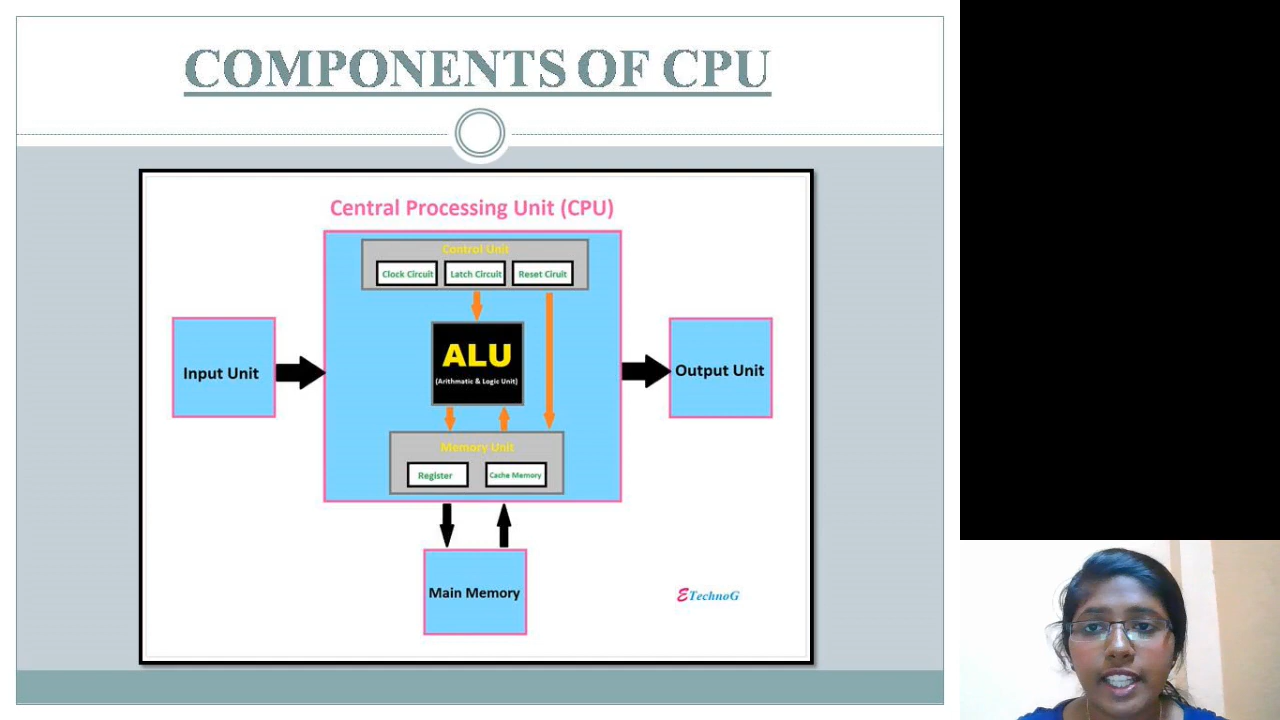 COMPONENTS OF CPU
Central Processing Unit (CPU)
Control Unit
Clock Circuit
Latch Circuit
Reset Ciruit
Input Unit
ALU
(Arithmatic & Logic Unit)
Output Unit
Memory Unit
Register
Cache Memory
Main Memory
ETechnoG